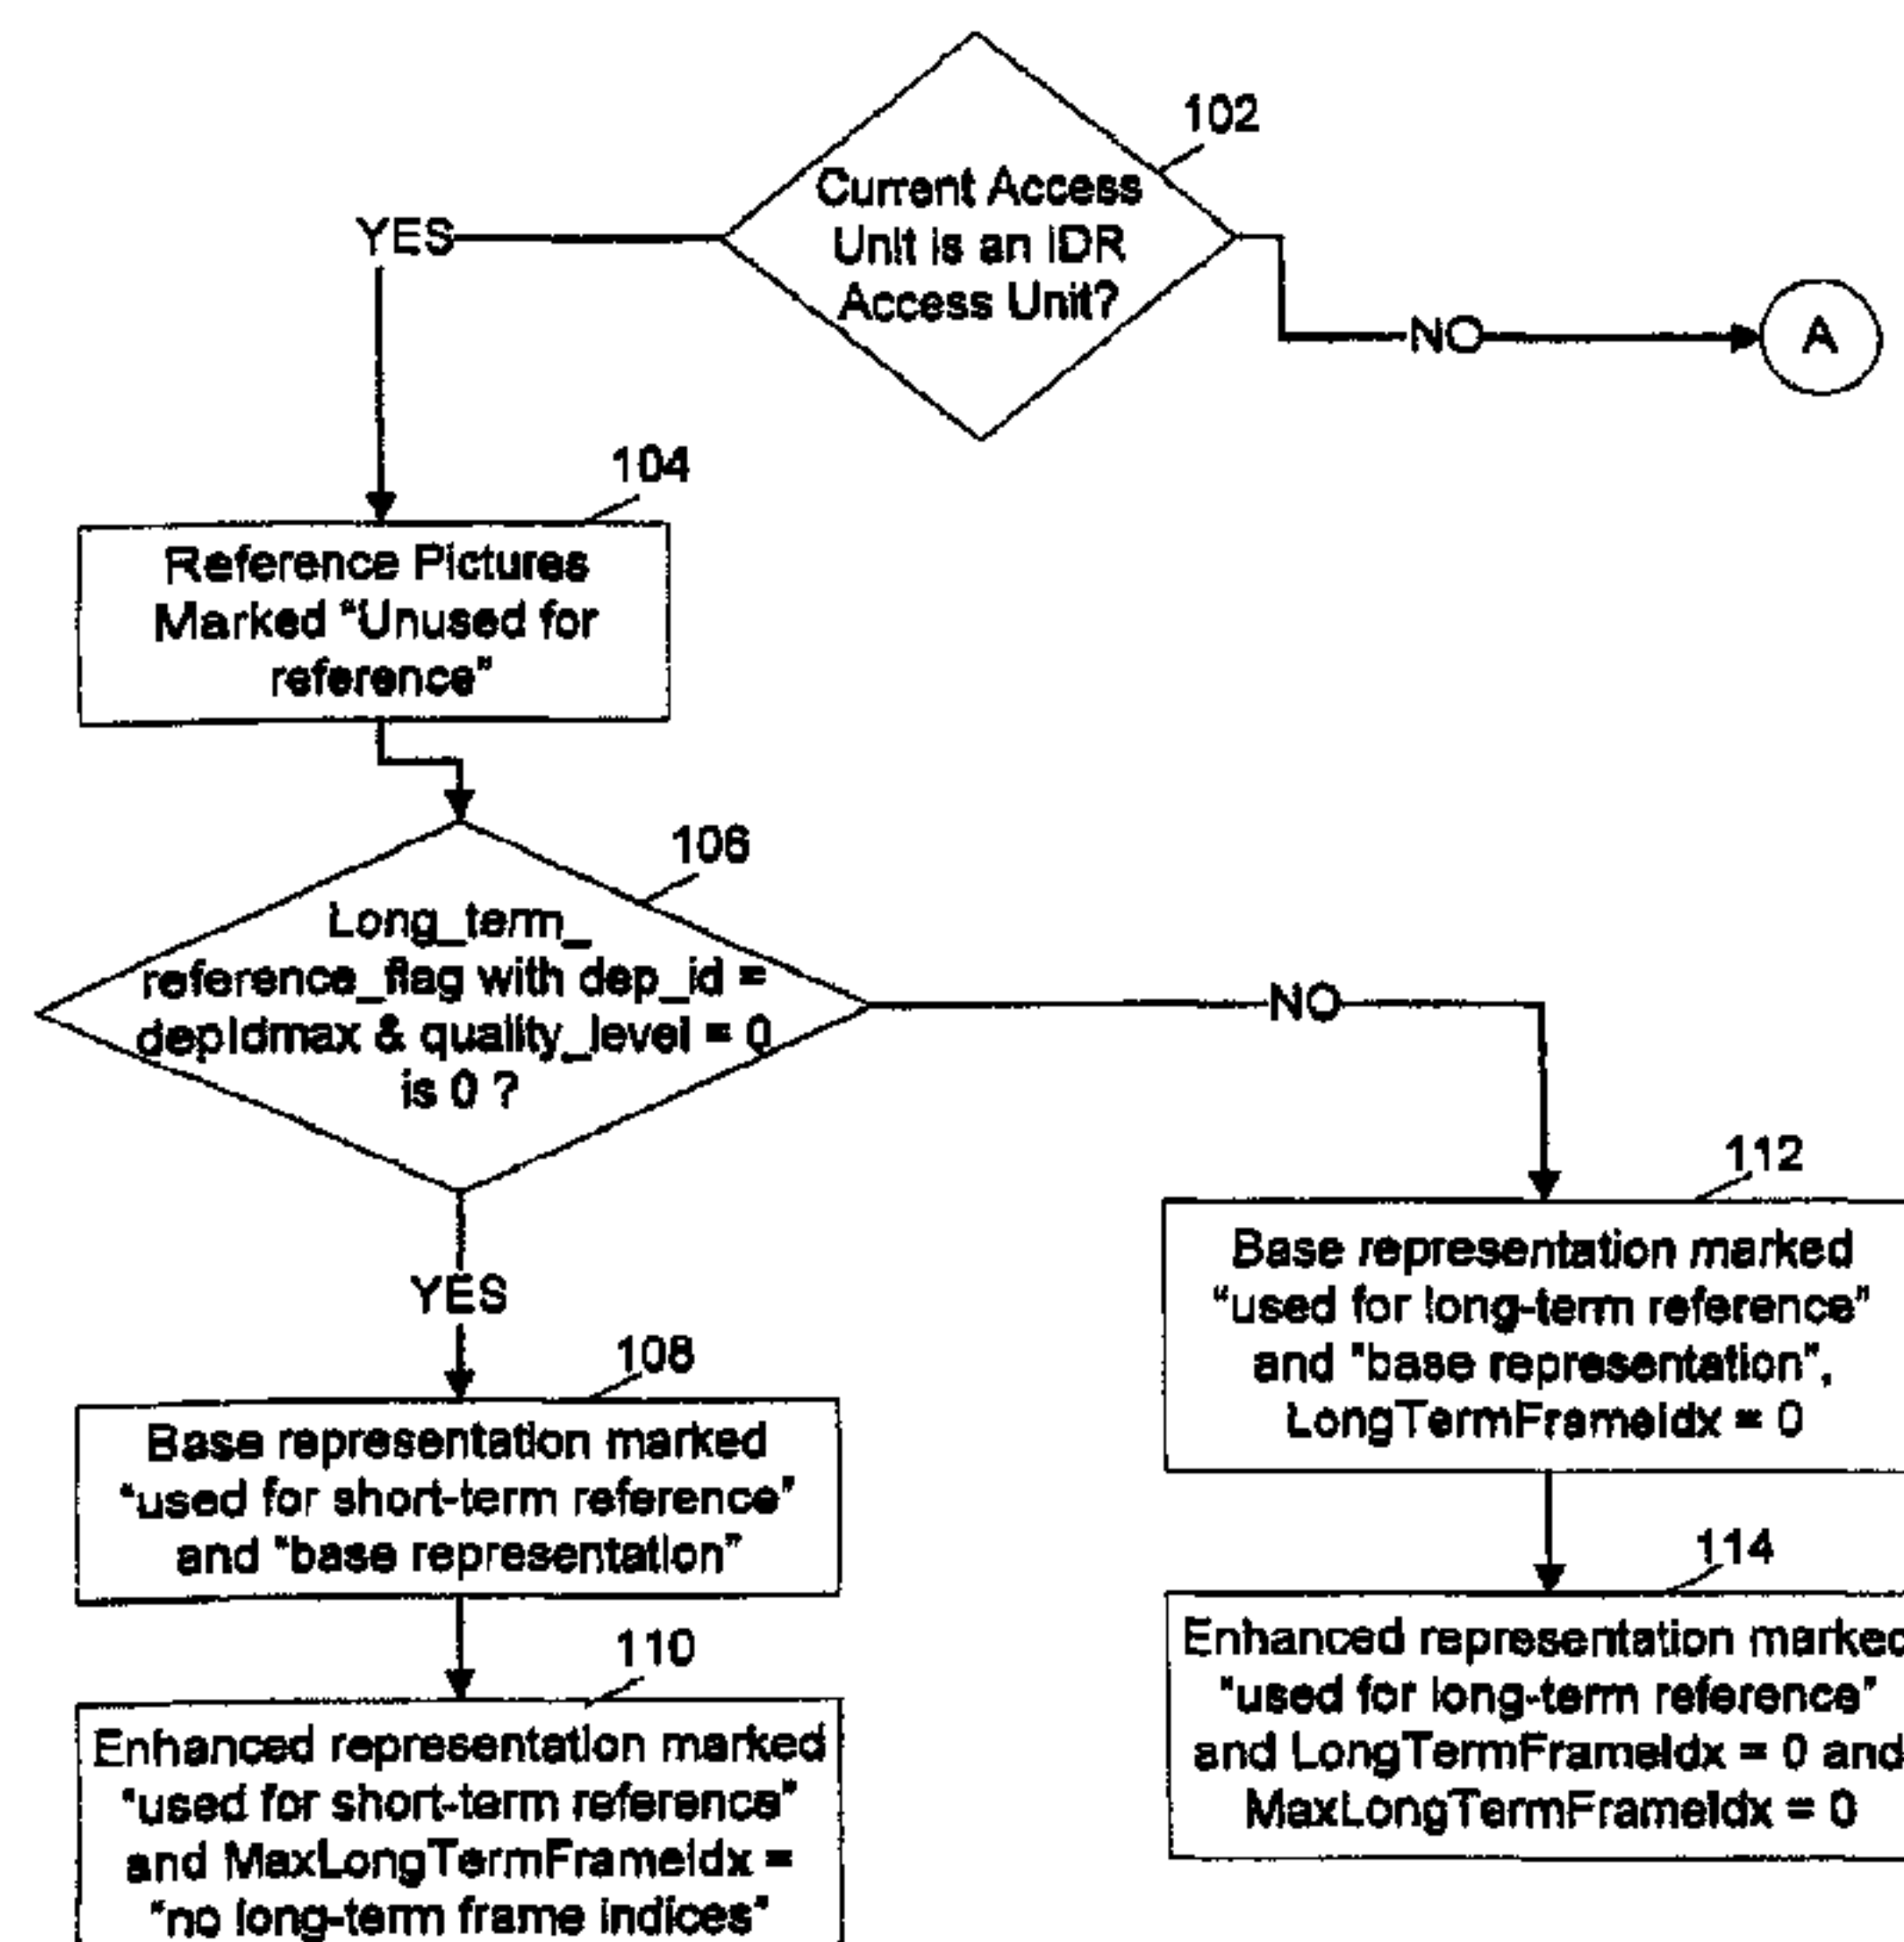 102
Current Access
Unit is an IDR
Access Unit?
YES
NO
A
104
Reference Pictures
Marked "Unused for
reference"
106
Long_term_
reference_flag with dep_id =
depIdmax & quality_level = 0
is 0 ?
NO
YES
112
Base representation marked
"used for long-term reference"
and "base representation",
LongTermFrameIdx = 0
108
Base representation marked
"used for short-term reference"
and "base representation"
114
Enhanced representation marked
"used for long-term reference"
and LongTermFrameIdx = 0 and
MaxLongTermFrameIdx = 0
110
Enhanced representation marked
"used for short-term reference"
and MaxLongTermFrameIdx =
"no long-term frame indices"